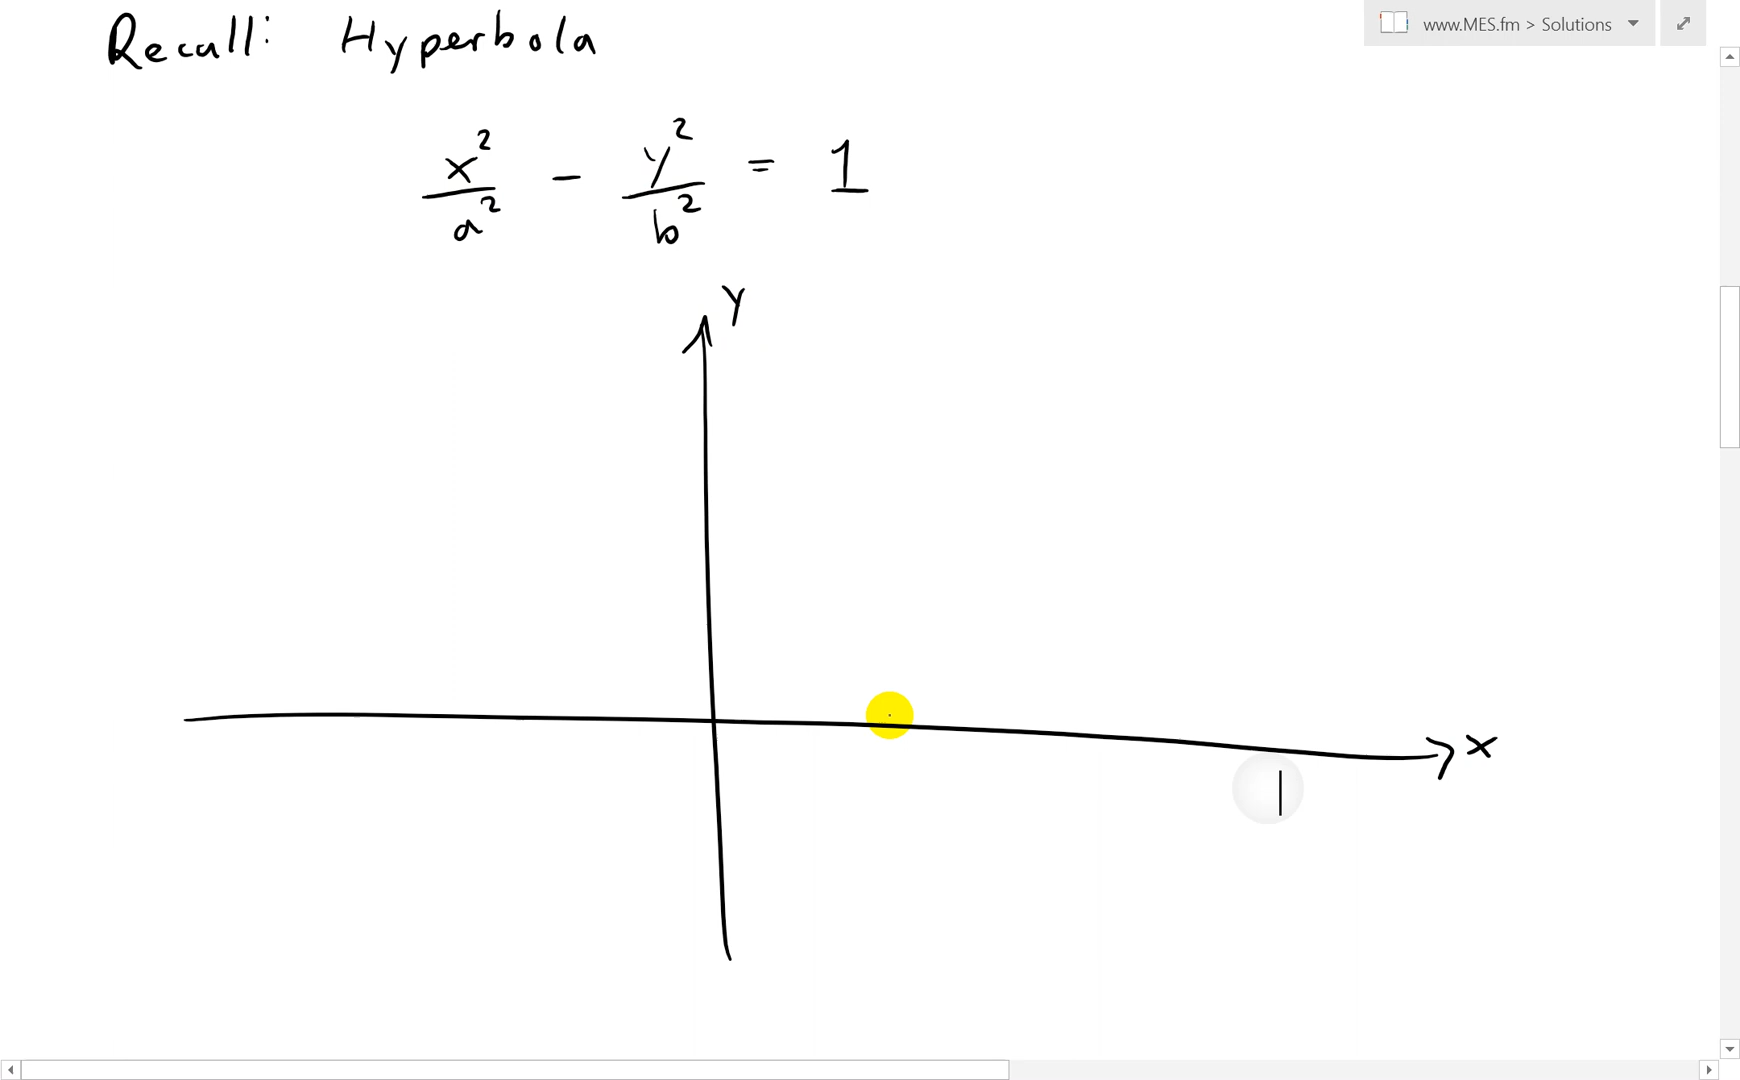 www.MES.fm > Solutions
Recall: Hyperbola
x²/a² - y²/b² = 1
y
x